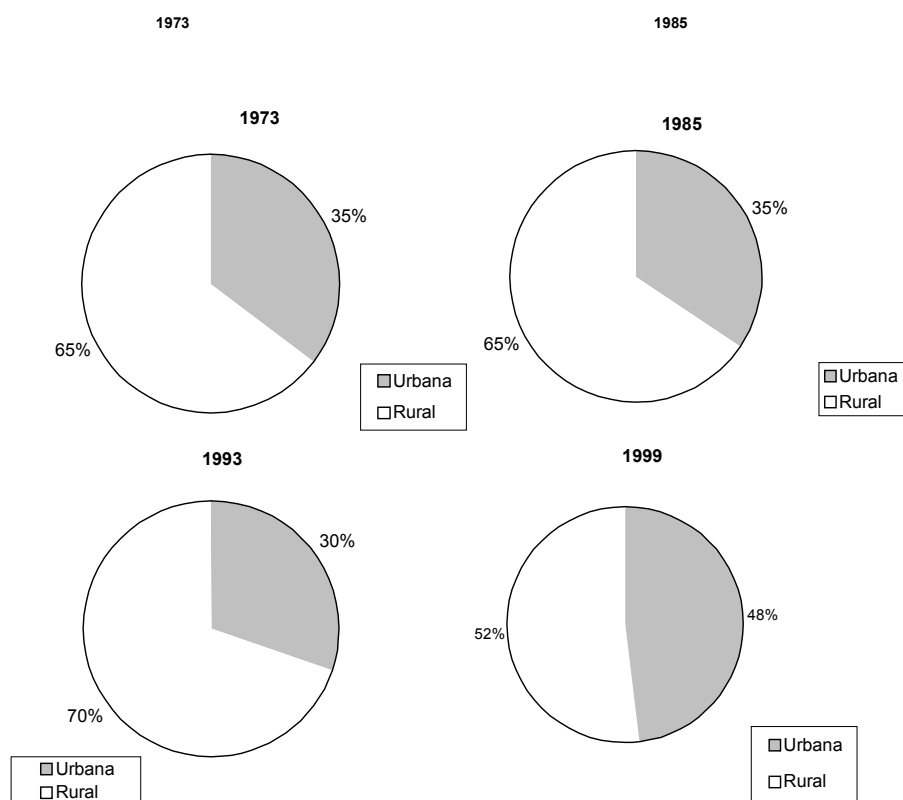 1973
1985
1973
35%
65%
Urbana
Rural
1985
35%
65%
Urbana
Rural
1993
30%
70%
Urbana
Rural
1999
48%
52%
Urbana
Rural